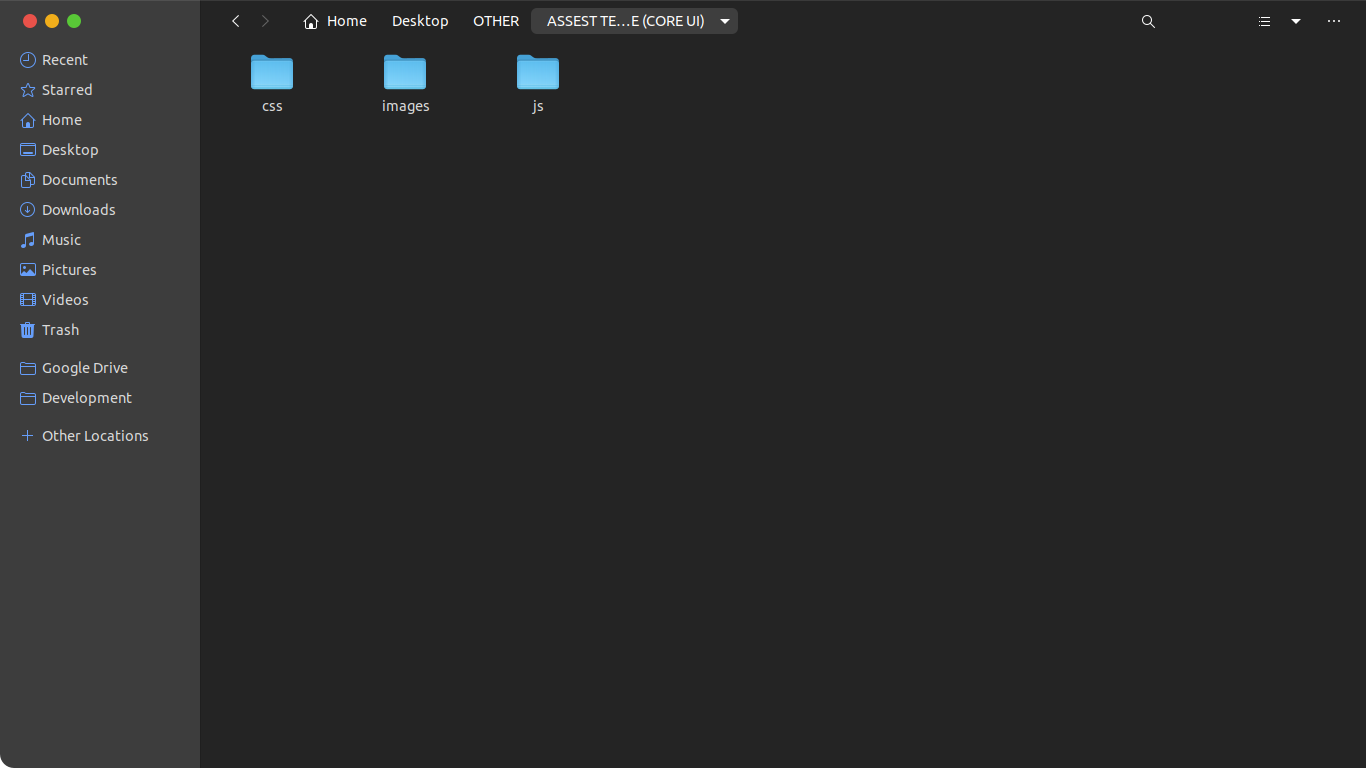 Home Desktop OTHER ASSEST TE...E (CORE UI)
Recent
Starred
Home
Desktop
Documents
Downloads
Music
Pictures
Videos
Trash
Google Drive
Development
Other Locations
css images js